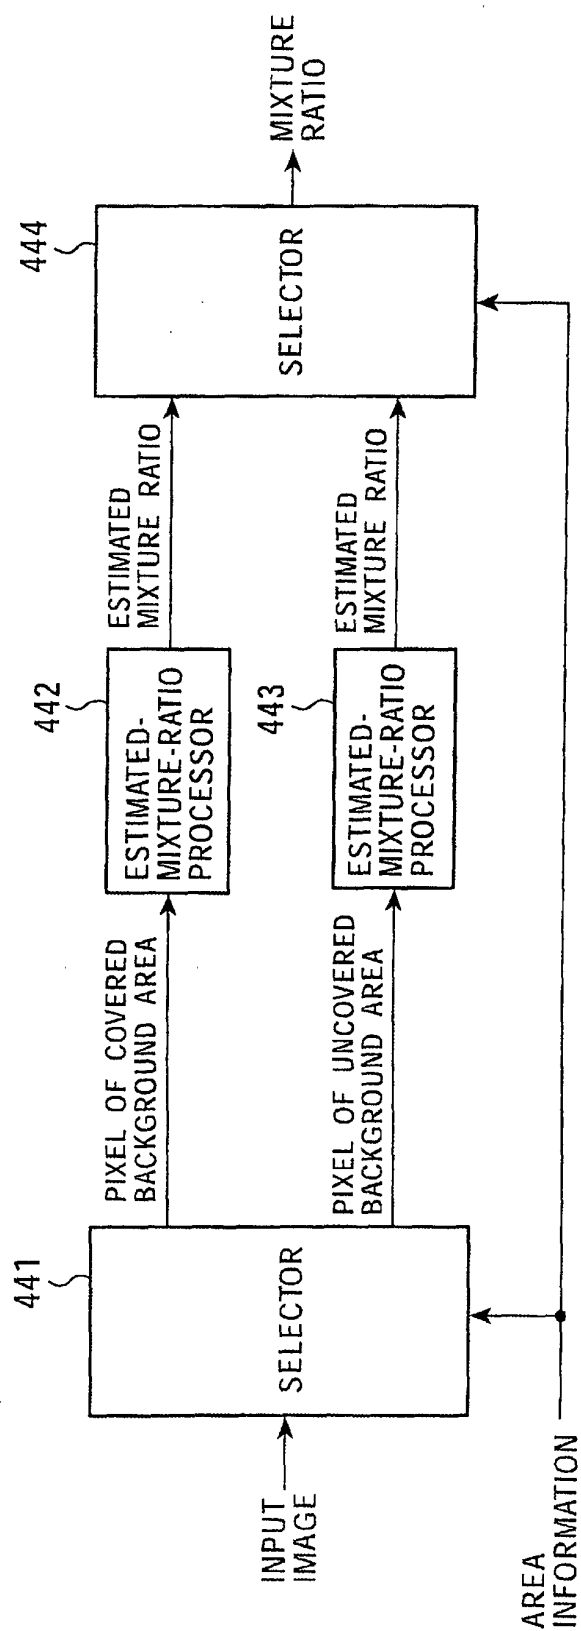 INPUT
IMAGE
AREA
INFORMATION
441
SELECTOR
PIXEL OF COVERED
BACKGROUND AREA
PIXEL OF UNCOVERED
BACKGROUND AREA
442
ESTIMATED-
MIXTURE-RATIO
PROCESSOR
443
ESTIMATED-
MIXTURE-RATIO
PROCESSOR
ESTIMATED
MIXTURE RATIO
ESTIMATED
MIXTURE RATIO
444
SELECTOR
MIXTURE
RATIO